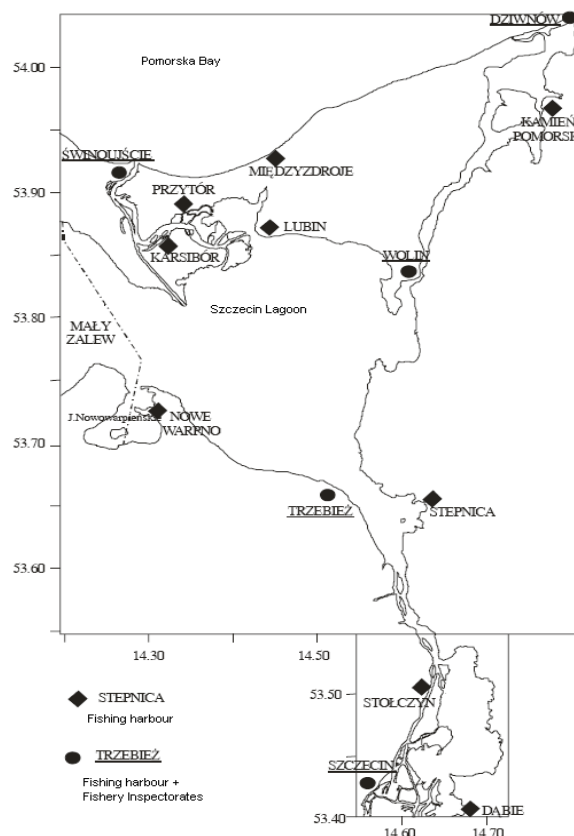 DZIWNÓW
54.00
Pomorska Bay
KAMIEŃ
POMORSK
ŚWINOUJŚCIE
MIĘDZYZDROJE
53.90
PRZYTÓR
LUBIN
KARSIBÓR
WOLIN
53.80
Szczecin Lagoon
MAŁY
ZALEW
J.Nowowarpieńskie
NOWE
WARPNO
53.70
TRZEBIEŻ
STEPNICA
53.60
14.30
14.50
STEPNICA
Fishing harbour
53.50
STOŁCZYN
TRZEBIEŻ
SZCZECIN
Fishing harbour +
Fishery Inspectorates
53.40
DĄBIE
14.60
14.70